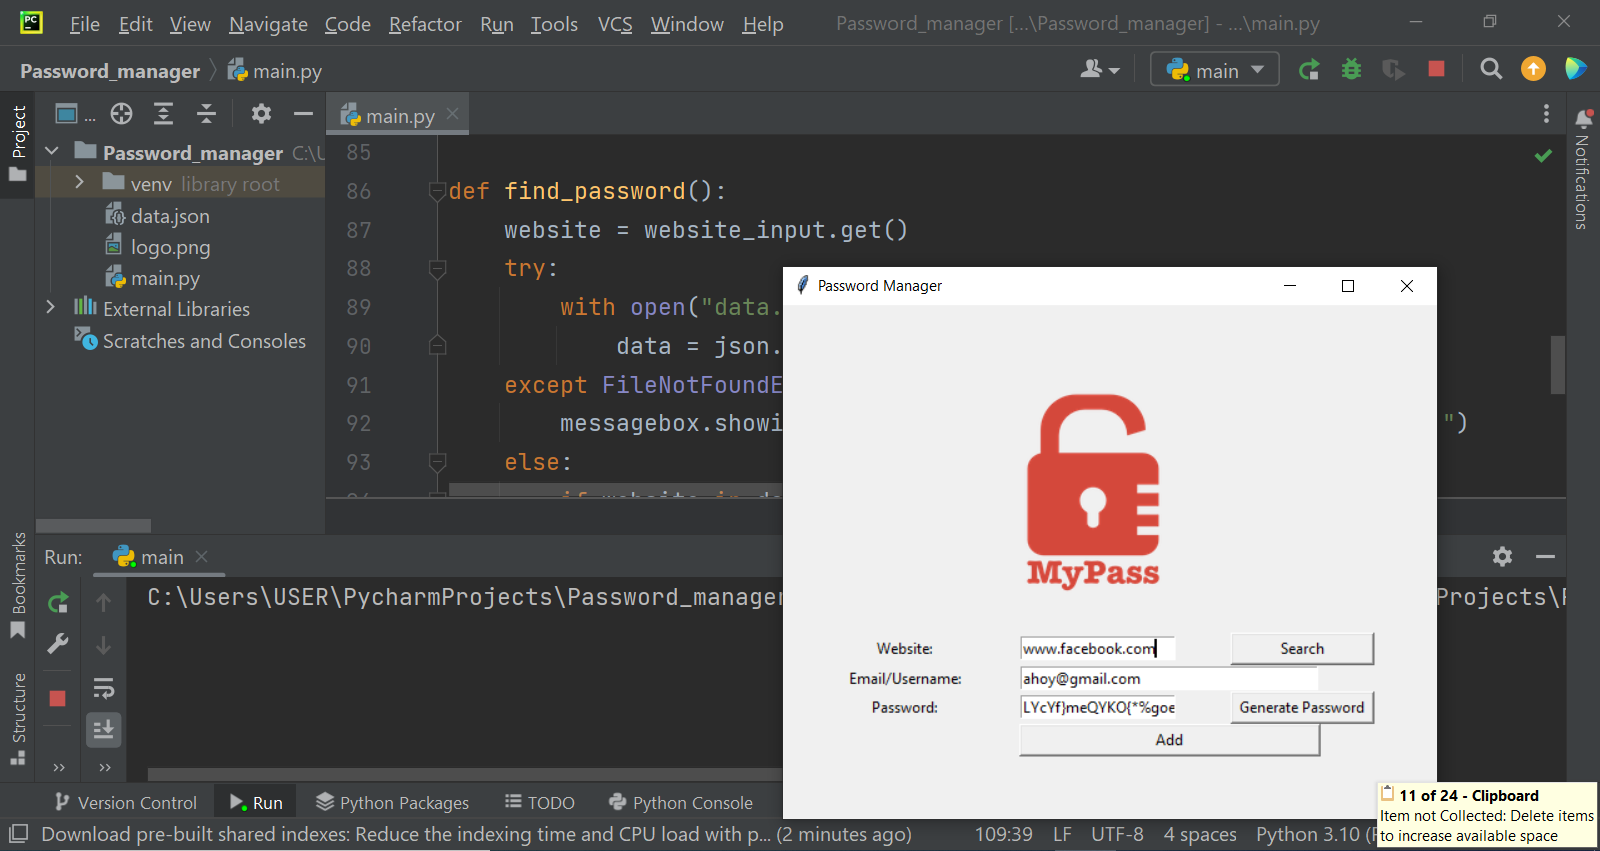 PC File Edit View Navigate Code Refactor Run Tools VCS Window Help Password_manager [...\Password_manager] - ...\main.py
Password_manager main.py main
Project ... main.py
Password_manager C:\U
venv library root
data.json
logo.png
main.py
External Libraries
Scratches and Consoles
85
86 def find_password():
87 website = website_input.get()
88 try:
89 with open("data.
90 data = json.
91 except FileNotFoundE
92 messagebox.showi ")
93 else:
if website in da
Notifications
Password Manager
MyPass
Website: www.facebook.com Search
Email/Username: ahoy@gmail.com
Password: LYcYf}meQYKO{*%goe Generate Password
Add
Bookmarks
Structure
Run: main
C:\Users\USER\PycharmProjects\Password_manager Projects\P
Version Control Run Python Packages TODO Python Console
Download pre-built shared indexes: Reduce the indexing time and CPU load with p... (2 minutes ago) 109:39 LF UTF-8 4 spaces Python 3.10 (P
11 of 24 - Clipboard
Item not Collected: Delete items
to increase available space